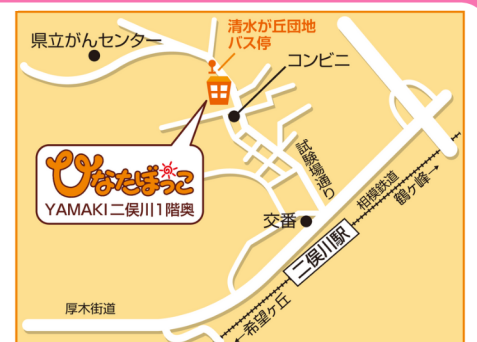 清水が丘団地
バス停
県立がんセンター
コンビニ
ひなたぼっこ
YAMAKI二俣川1階奥
試験場通り
相模鉄道
鶴ヶ峰→
交番
二俣川駅
厚木街道
←希望ヶ丘